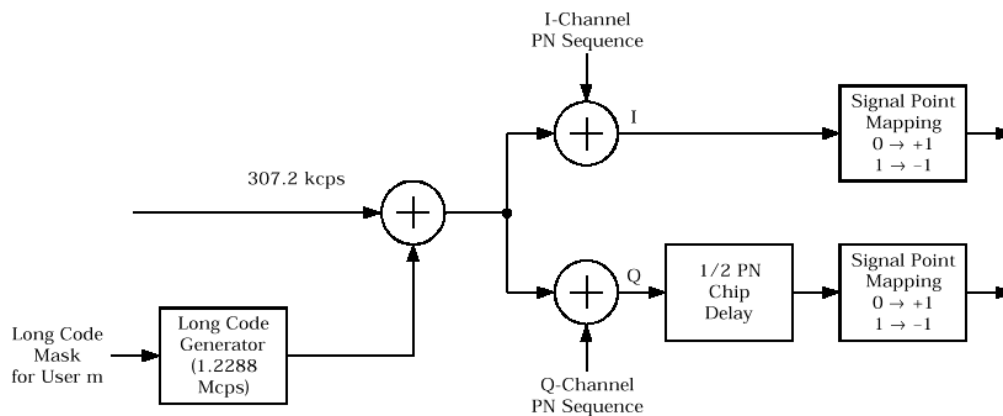 I-Channel
PN Sequence
I
Signal Point
Mapping
0 → +1
1 → –1
307.2 kcps
Q
1/2 PN
Chip
Delay
Signal Point
Mapping
0 → +1
1 → –1
Long Code
Mask
for User m
Long Code
Generator
(1.2288
Mcps)
Q-Channel
PN Sequence